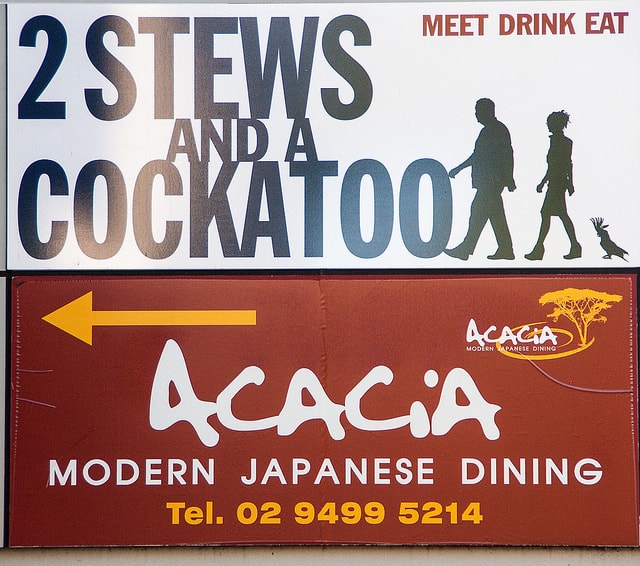 MEET DRINK EAT
2 STEWS
AND A
COCKATOO
ACACiA
MODERN JAPANESE DINING
ACACiA
MODERN JAPANESE DINING
Tel. 02 9499 5214